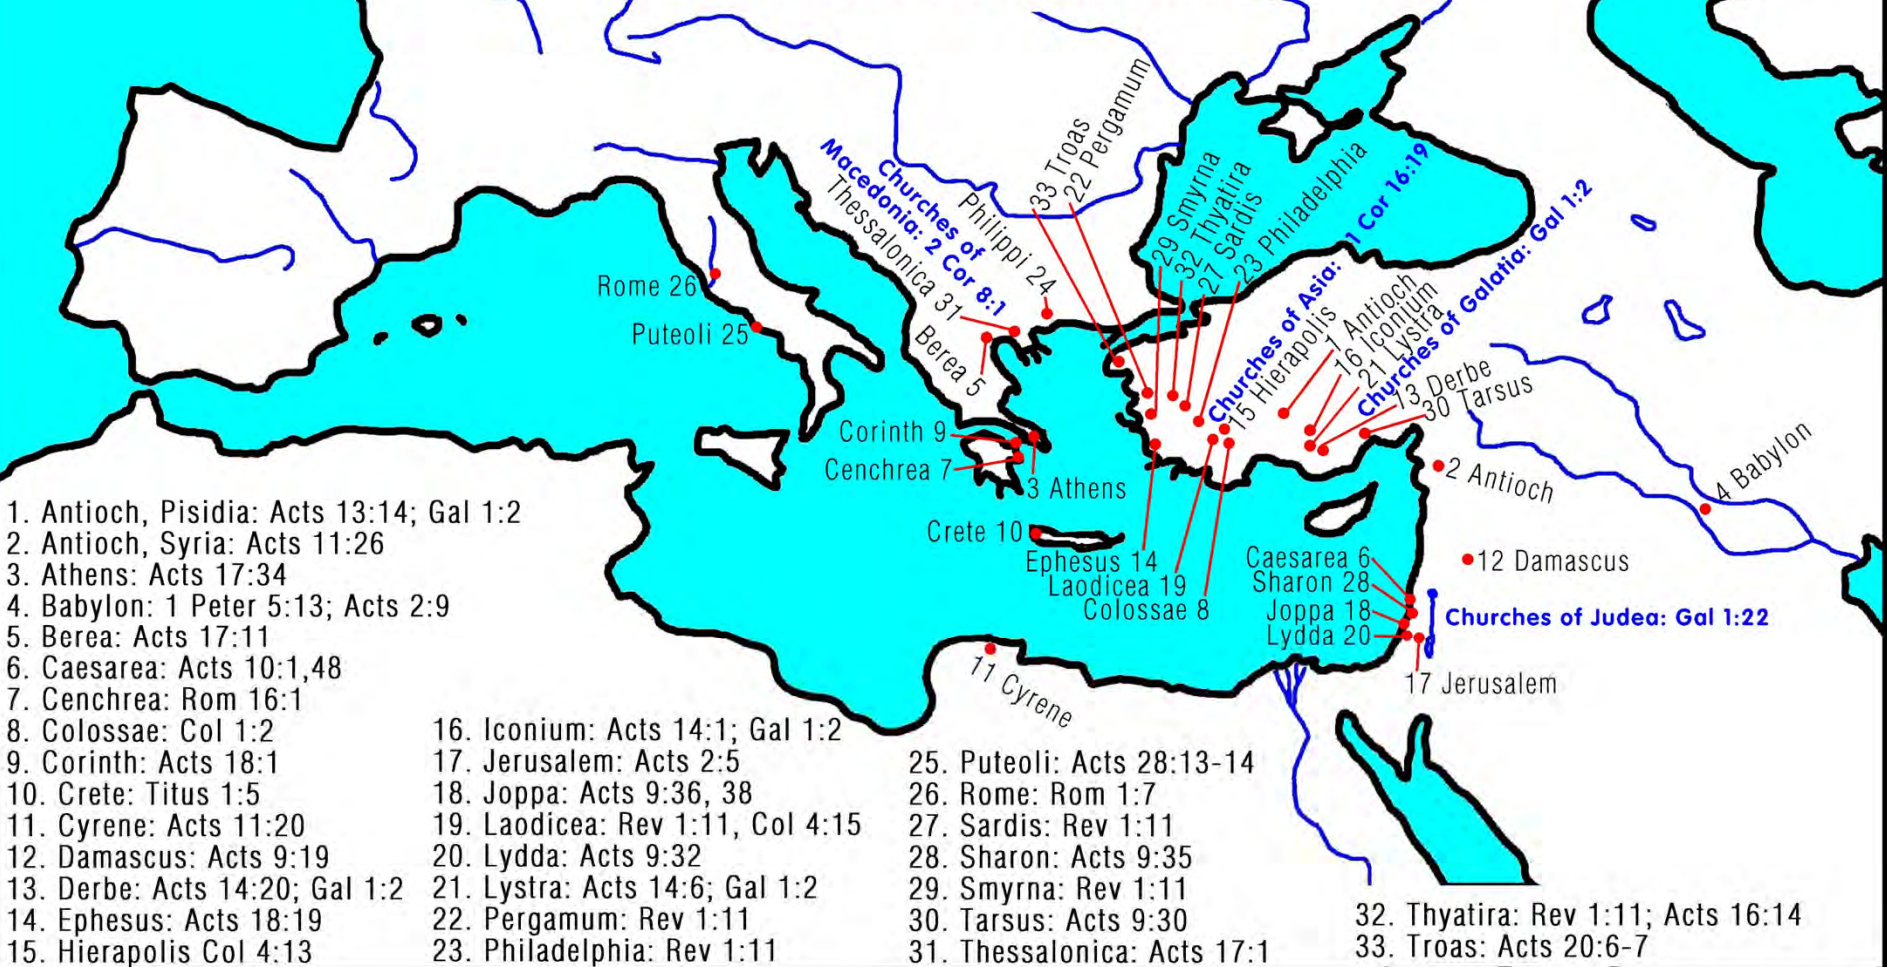 33 Troas
22 Pergamum
29 Smyrna
32 Thyatira
27 Sardis
23 Philadelphia
Churches of
Macedonia: 2 Cor 8:1
Thessalonica 31
Philippi 24
Berea 5
Churches of Asia: 1 Cor 16:19
15 Hierapolis
1 Antioch
16 Iconium
21 Lystra
Churches of Galatia: Gal 1:2
13 Derbe
30 Tarsus
Rome 26
Puteoli 25
Corinth 9
Cenchrea 7
3 Athens
2 Antioch
4 Babylon
Crete 10
Ephesus 14
Laodicea 19
Colossae 8
Caesarea 6
Sharon 28
Joppa 18
Lydda 20
12 Damascus
Churches of Judea: Gal 1:22
17 Jerusalem
11 Cyrene
1. Antioch, Pisidia: Acts 13:14; Gal 1:2
2. Antioch, Syria: Acts 11:26
3. Athens: Acts 17:34
4. Babylon: 1 Peter 5:13; Acts 2:9
5. Berea: Acts 17:11
6. Caesarea: Acts 10:1,48
7. Cenchrea: Rom 16:1
8. Colossae: Col 1:2
9. Corinth: Acts 18:1
10. Crete: Titus 1:5
11. Cyrene: Acts 11:20
12. Damascus: Acts 9:19
13. Derbe: Acts 14:20; Gal 1:2
14. Ephesus: Acts 18:19
15. Hierapolis Col 4:13
16. Iconium: Acts 14:1; Gal 1:2
17. Jerusalem: Acts 2:5
18. Joppa: Acts 9:36, 38
19. Laodicea: Rev 1:11, Col 4:15
20. Lydda: Acts 9:32
21. Lystra: Acts 14:6; Gal 1:2
22. Pergamum: Rev 1:11
23. Philadelphia: Rev 1:11
25. Puteoli: Acts 28:13-14
26. Rome: Rom 1:7
27. Sardis: Rev 1:11
28. Sharon: Acts 9:35
29. Smyrna: Rev 1:11
30. Tarsus: Acts 9:30
31. Thessalonica: Acts 17:1
32. Thyatira: Rev 1:11; Acts 16:14
33. Troas: Acts 20:6-7